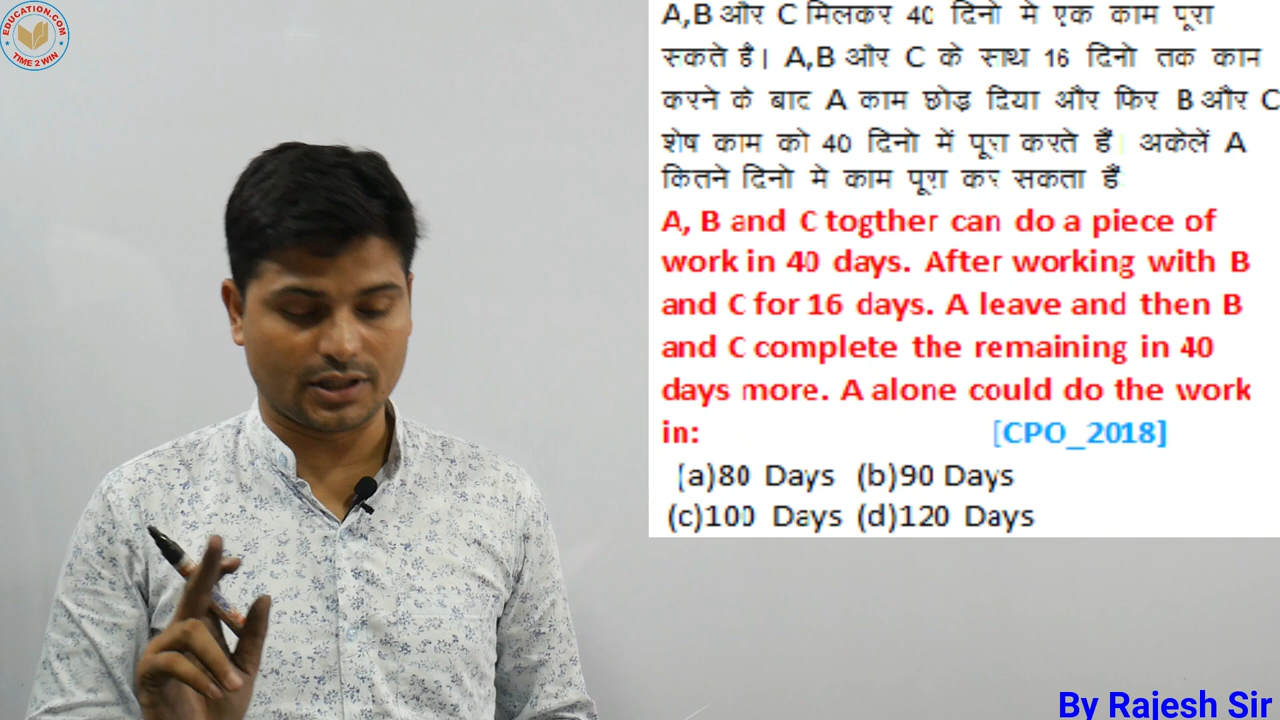 EDUCATION.COM
TIME 2 WIN
A,B और C मिलकर 40 दिनो मे एक काम पूरा
सकते है। A,B और C के साथ 16 दिनो तक काम
करने के बाद A काम छोड़ दिया और फिर B और C
शेष काम को 40 दिनो में पूरा करते हैं। अकेलें A
कितने दिनो मे काम पूरा कर सकता हैं
A, B and C togther can do a piece of
work in 40 days. After working with B
and C for 16 days. A leave and then B
and C complete the remaining in 40
days more. A alone could do the work
in: [CPO_2018]
(a)80 Days (b)90 Days
(c)100 Days (d)120 Days
By Rajesh Sir